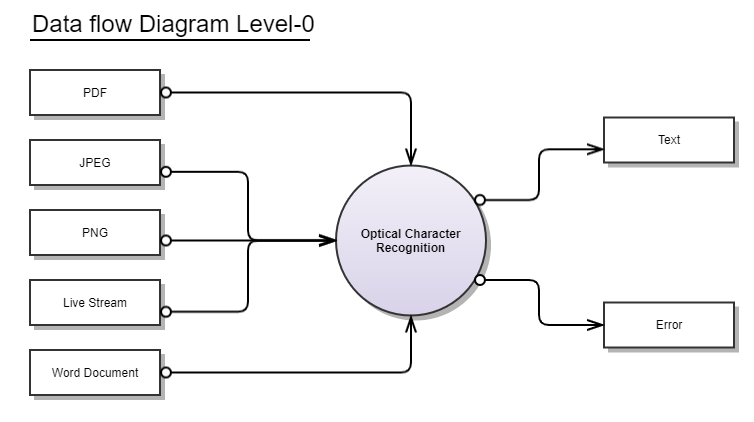 Data flow Diagram Level-0
PDF
JPEG
PNG
Live Stream
Word Document
Optical Character
Recognition
Text
Error